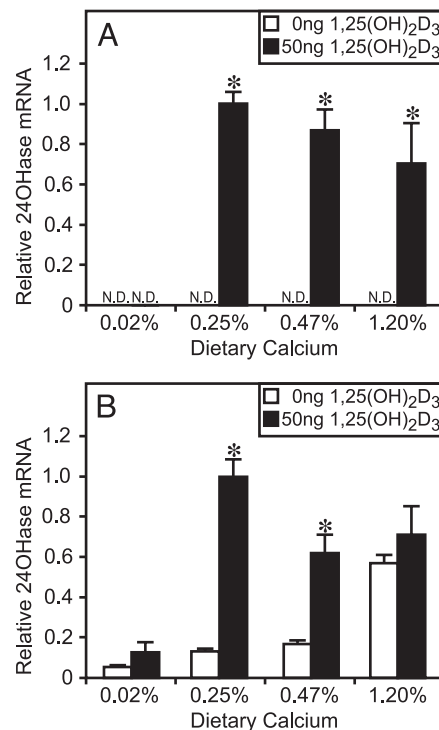 A
0ng 1,25(OH)₂D₃
50ng 1,25(OH)₂D₃
Relative 24OHase mRNA
1.2
1.0
0.8
0.6
0.4
0.2
0
*
*
*
N.D. N.D. N.D. N.D. N.D.
0.02% 0.25% 0.47% 1.20%
Dietary Calcium
B
0ng 1,25(OH)₂D₃
50ng 1,25(OH)₂D₃
Relative 24OHase mRNA
1.2
1.0
0.8
0.6
0.4
0.2
0
*
*
0.02% 0.25% 0.47% 1.20%
Dietary Calcium